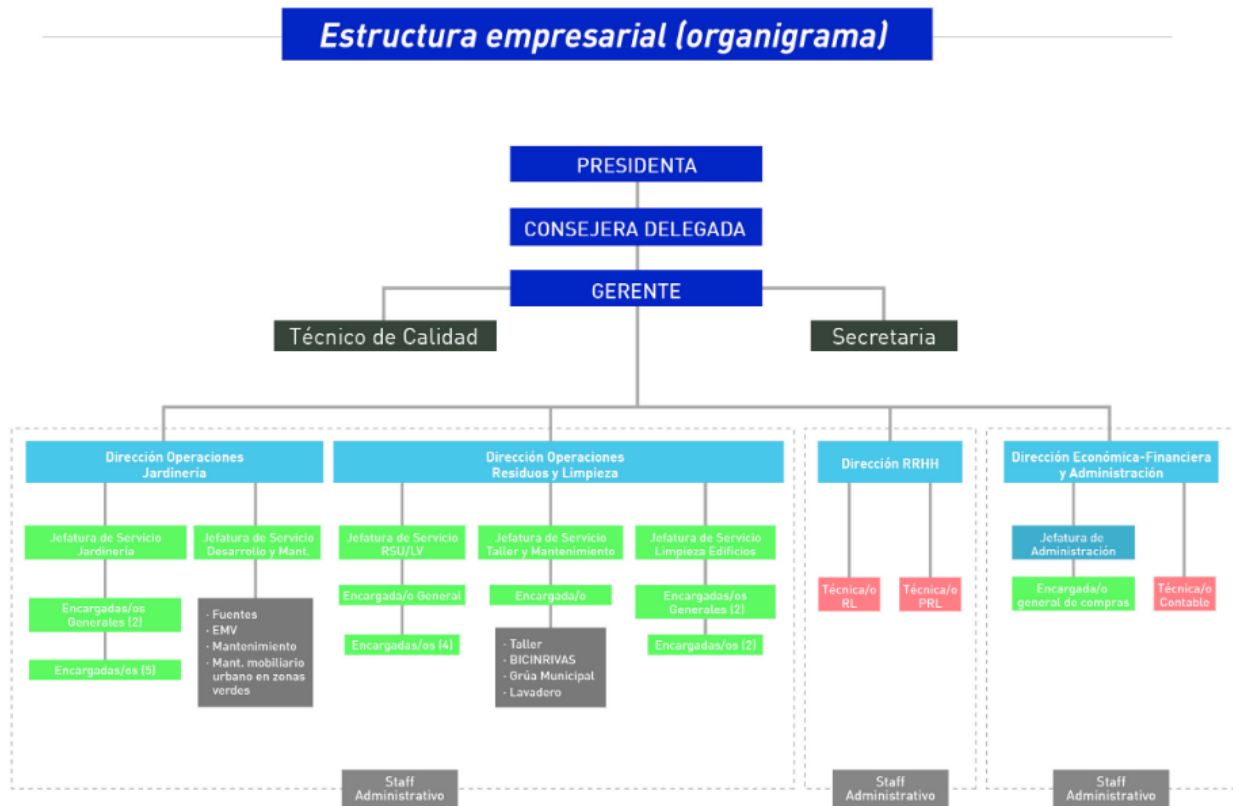 Estructura empresarial (organigrama)
PRESIDENTA
CONSEJERA DELEGADA
GERENTE
Técnico de Calidad
Secretaria
Dirección Operaciones
Jardinería
Dirección Operaciones
Residuos y Limpieza
Dirección RRHH
Dirección Económica-Financiera
y Administración
Jefatura de Servicio
Jardinería
Jefatura de Servicio
Desarrollo y Mant.
Jefatura de Servicio
RSU/LV
Jefatura de Servicio
Taller y Mantenimiento
Jefatura de Servicio
Limpieza Edificios
Jefatura de
Administración
Encargadas/os
Generales (2)
Encargadas/os (5)
· Fuentes
· EMV
· Mantenimiento
· Mant. mobiliario
urbano en zonas
verdes
Encargada/o General
Encargadas/os (4)
Encargada/o
· Taller
· BICINRIVAS
· Grúa Municipal
· Lavadero
Encargadas/os
Generales (2)
Encargadas/os (2)
Técnica/o
RL
Técnica/o
PRL
Encargada/o
general de compras
Técnica/o
Contable
Staff
Administrativo
Staff
Administrativo
Staff
Administrativo